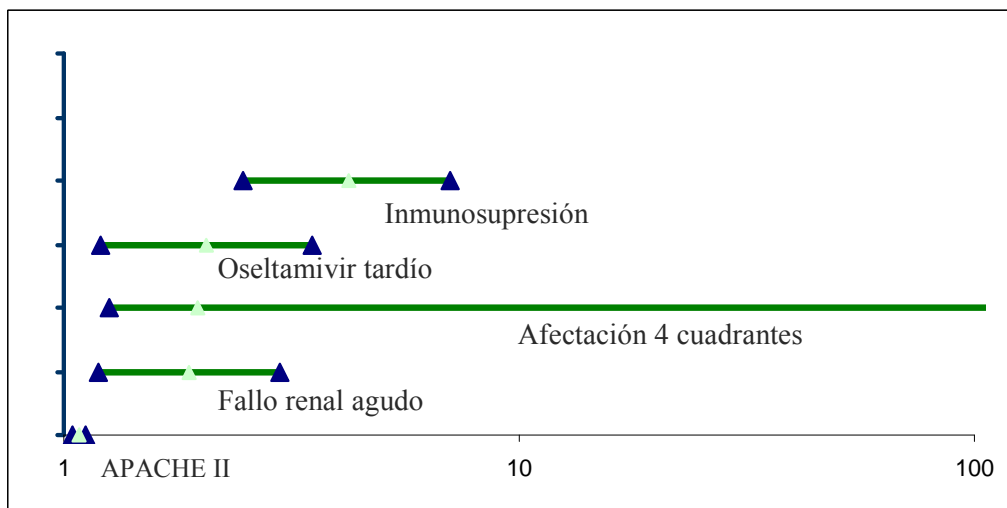 Inmunosupresión
Oseltamivir tardío
Afectación 4 cuadrantes
Fallo renal agudo
1 APACHE II 10 100